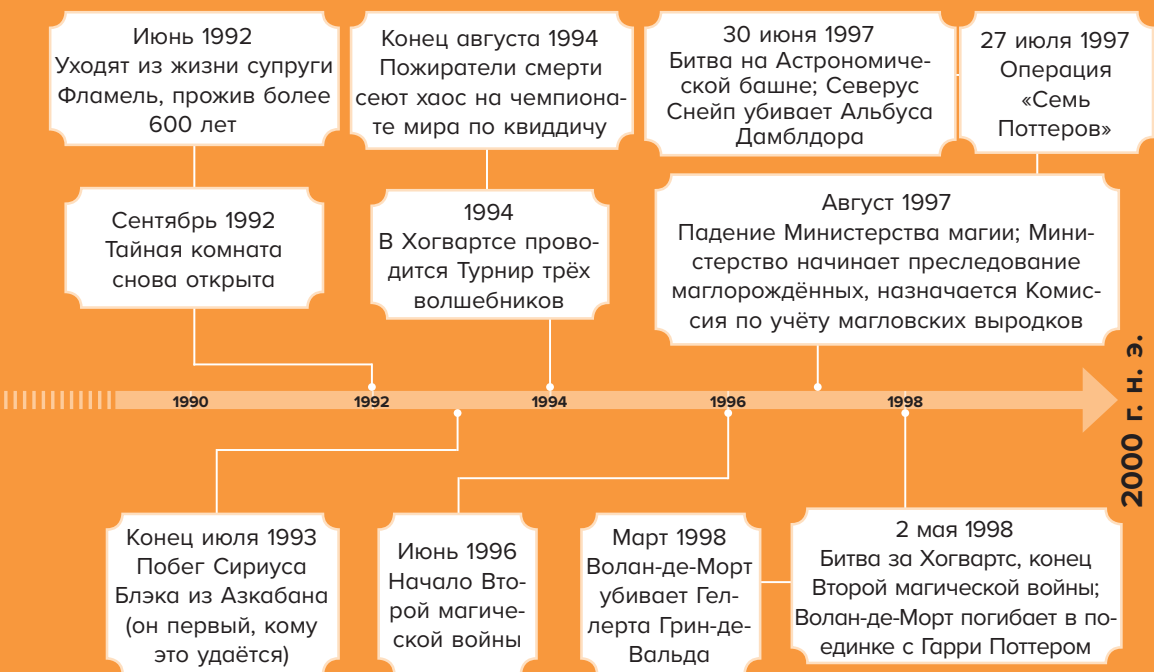 Июнь 1992
Уходят из жизни супруги
Фламель, прожив более
600 лет
Конец августа 1994
Пожиратели смерти
сеют хаос на чемпиона-
те мира по квиддичу
30 июня 1997
Битва на Астрономиче-
ской башне; Северус
Снейп убивает Альбуса
Дамблдора
27 июля 1997
Операция
«Семь
Поттеров»
Сентябрь 1992
Тайная комната
снова открыта
1994
В Хогвартсе прово-
дится Турнир трёх
волшебников
Август 1997
Падение Министерства магии; Мини-
стерство начинает преследование
маглорождённых, назначается Комис-
сия по учёту магловских выродков
1990
1992
1994
1996
1998
2000 г. н. э.
Конец июля 1993
Побег Сириуса
Блэка из Азкабана
(он первый, кому
это удаётся)
Июнь 1996
Начало Вто-
рой магиче-
ской войны
Март 1998
Волан-де-Морт
убивает Гел-
лерта Грин-де-
Вальда
2 мая 1998
Битва за Хогвартс, конец
Второй магической войны;
Волан-де-Морт погибает в по-
единке с Гарри Поттером